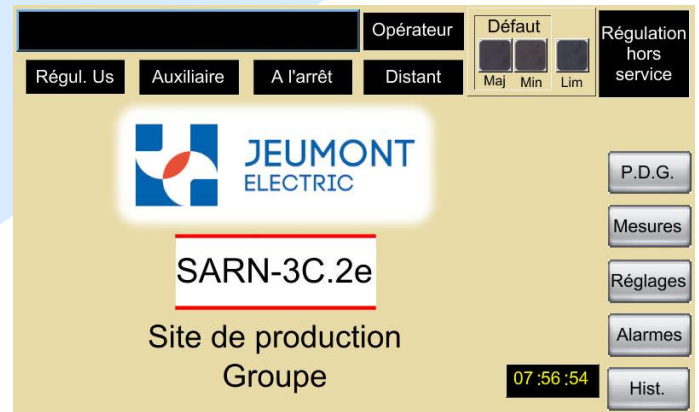 Opérateur
Défaut
Régulation
hors
service
Régul. Us
Auxiliaire
A l'arrêt
Distant
Maj
Min
Lim
JEUMONT
ELECTRIC
P.D.G.
Mesures
SARN-3C.2e
Réglages
Site de production
Alarmes
Groupe
07:56:54
Hist.